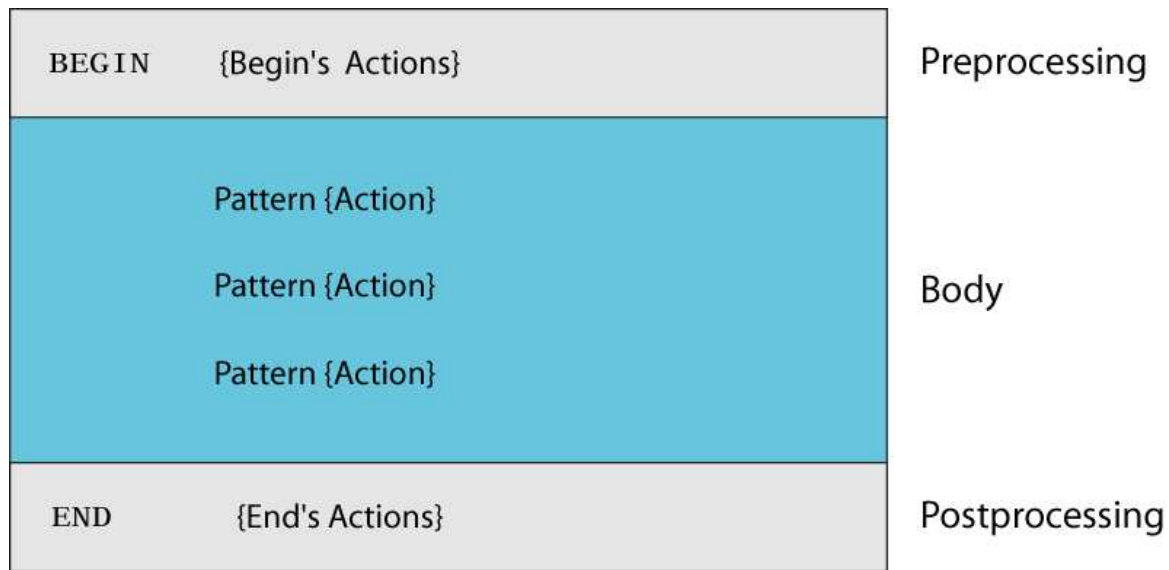 BEGIN {Begin's Actions} Preprocessing
Pattern {Action}
Pattern {Action}
Body
Pattern {Action}
END {End's Actions} Postprocessing